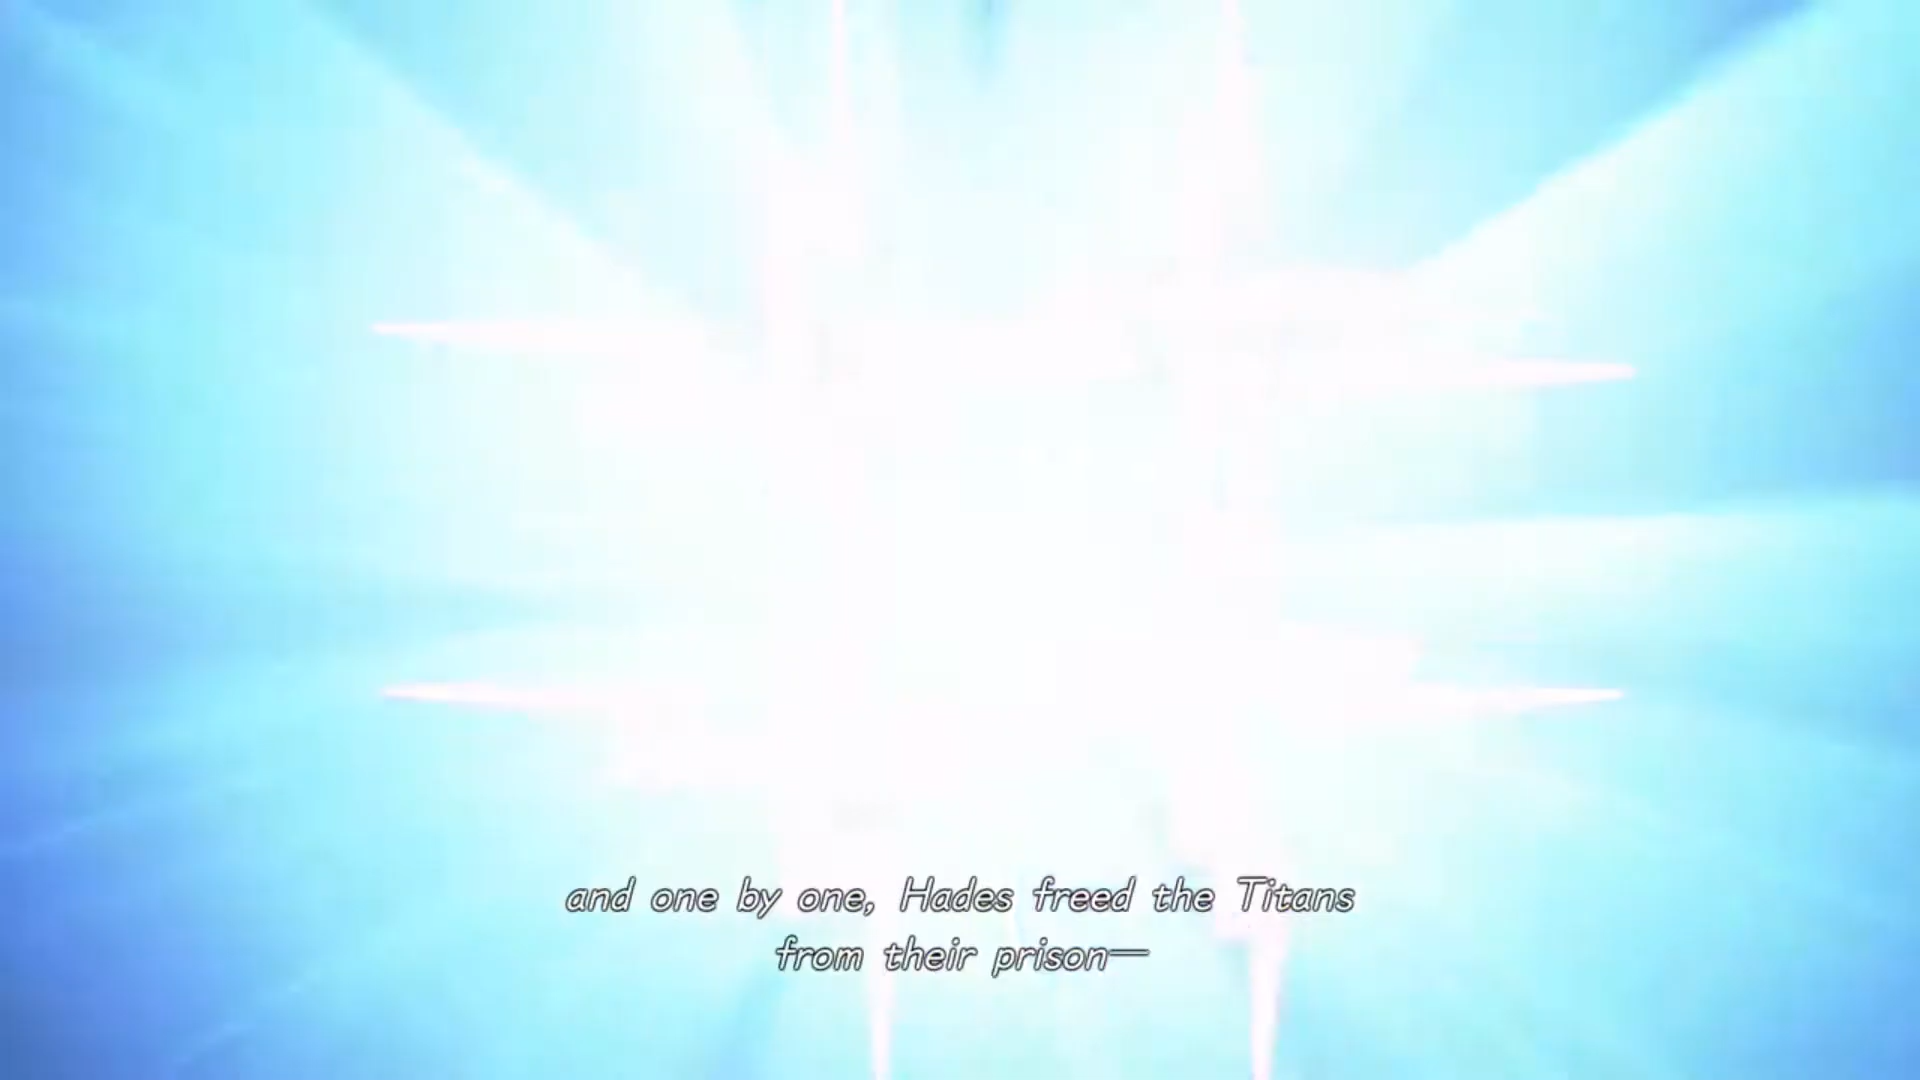 and one by one, Hades freed the Titans
from their prison—